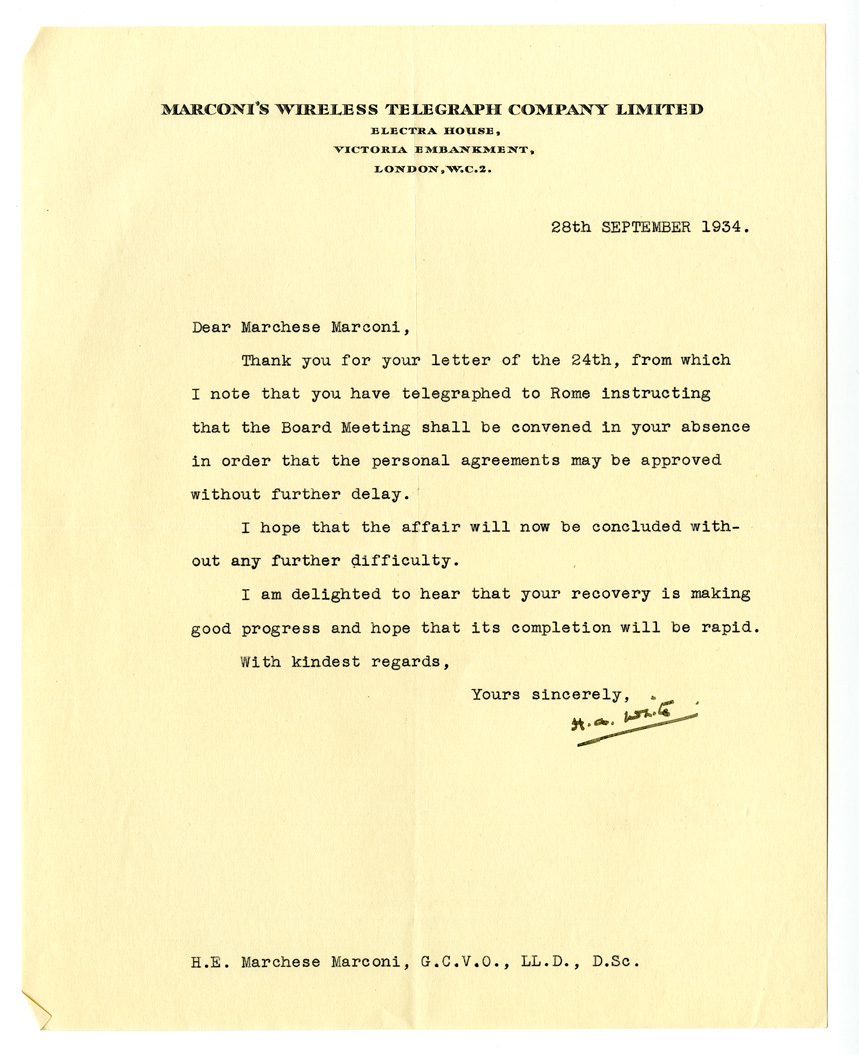 MARCONI'S WIRELESS TELEGRAPH COMPANY LIMITED
ELECTRA HOUSE,
VICTORIA EMBANKMENT,
LONDON, W.C.2.
28th SEPTEMBER 1934.
Dear Marchese Marconi,
Thank you for your letter of the 24th, from which
I note that you have telegraphed to Rome instructing
that the Board Meeting shall be convened in your absence
in order that the personal agreements may be approved
without further delay.
I hope that the affair will now be concluded with-
out any further difficulty.
I am delighted to hear that your recovery is making
good progress and hope that its completion will be rapid.
With kindest regards,
Yours sincerely,
H.A. White
H.E. Marchese Marconi, G.C.V.O., LL.D., D.Sc.